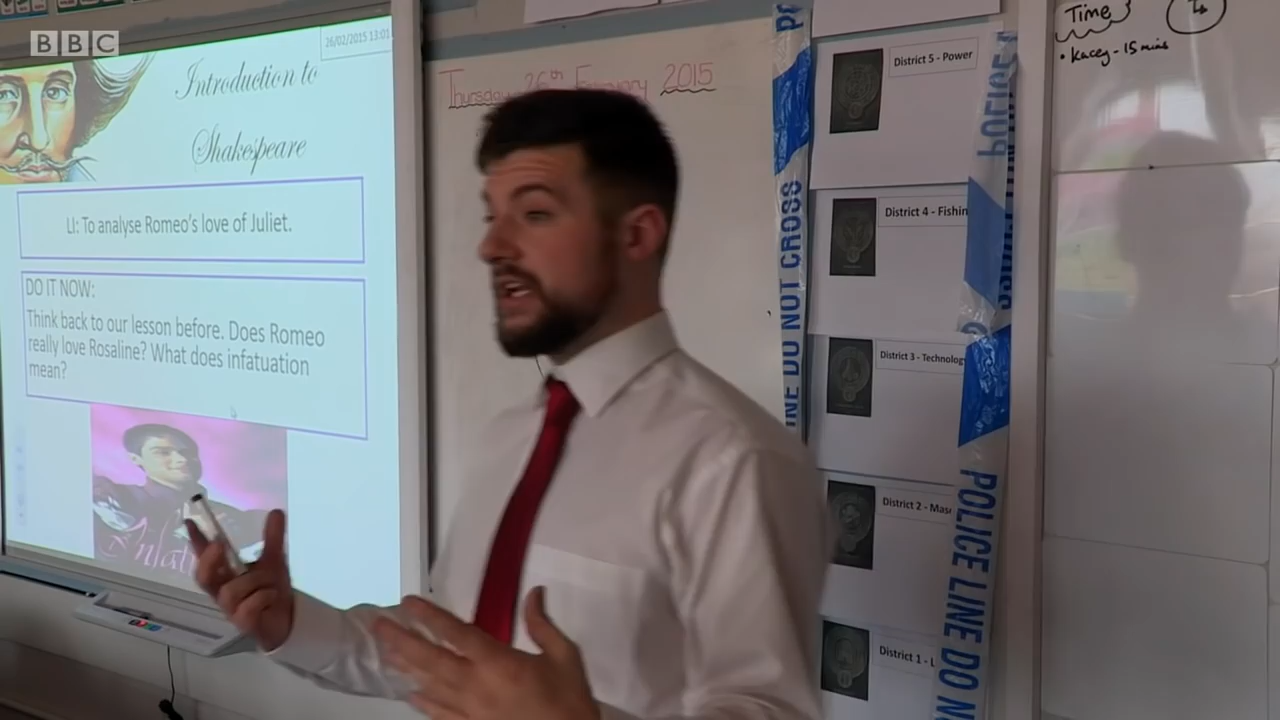 BBC
26/02/2015 13:01
Introduction to
Shakespeare
LI: To analyse Romeo's love of Juliet.
DO IT NOW:
Think back to our lesson before. Does Romeo
really love Rosaline? What does infatuation
mean?
Thursday 26th 2015
District 5 - Power
District 4 - Fishin
District 3 - Technology
District 2 - Mas
District 1 - L
LINE DO NOT CROSS
POLICE
POLICE LINE DO N
Time
• Kacey - 15 mins